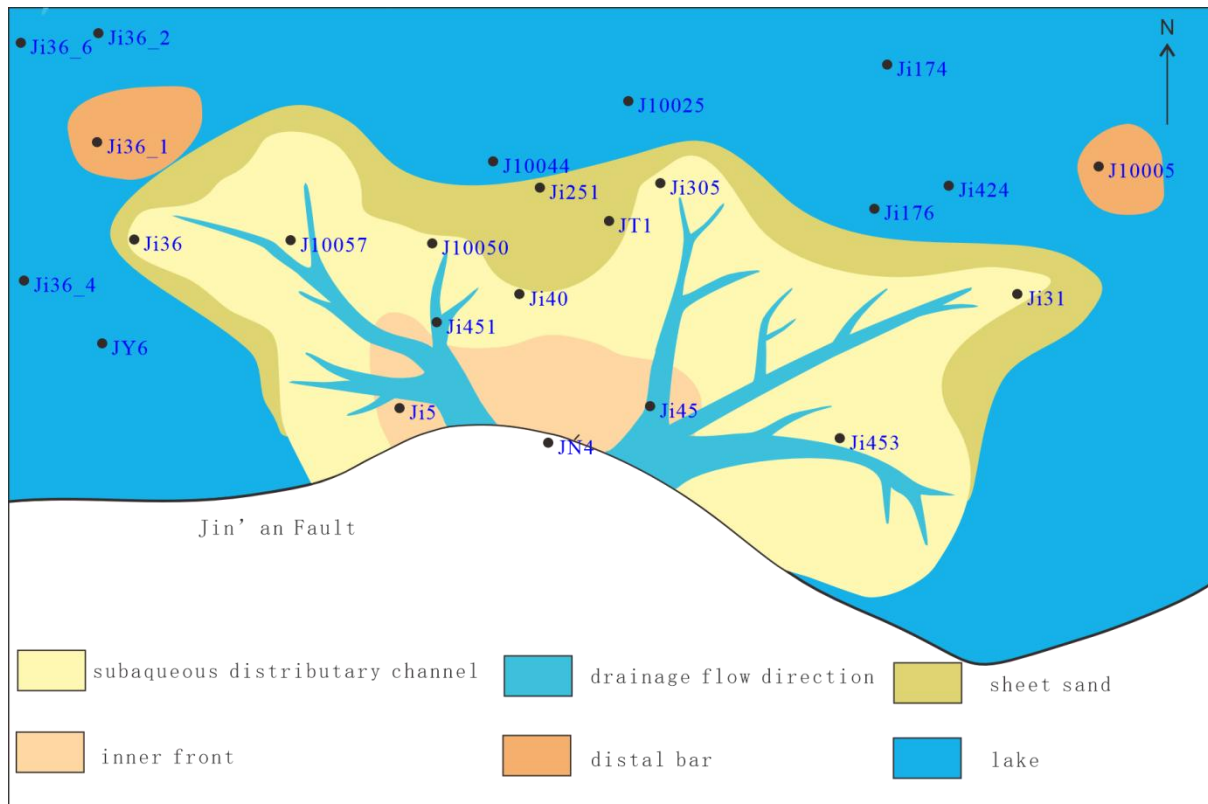 Ji36_2
Ji36_6
N
Ji174
J10025
Ji36_1
J10044
J10005
Ji251
Ji305
Ji424
Ji176
JT1
Ji36
J10057
J10050
Ji36_4
Ji40
Ji31
Ji451
JY6
Ji5
Ji45
JN4
Ji453
Jin' an Fault
subaqueous distributary channel
drainage flow direction
sheet sand
inner front
distal bar
lake